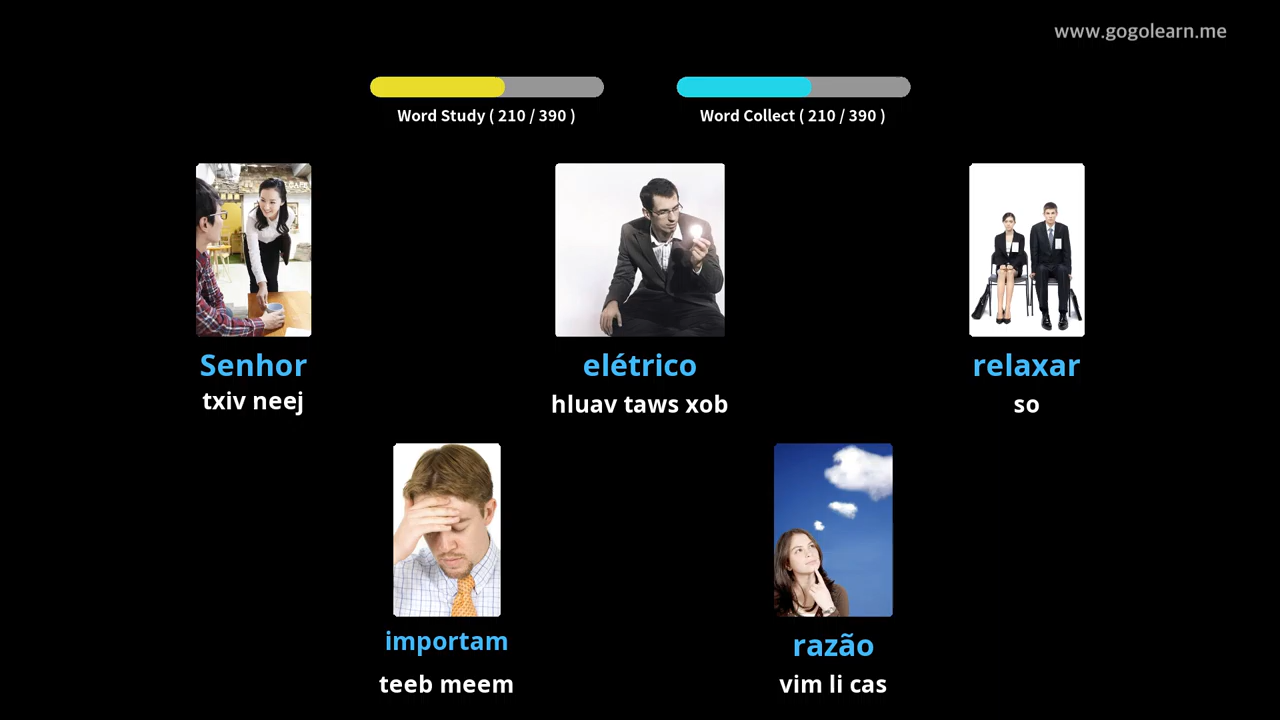 www.gogolearn.me
Word Study ( 210 / 390 )
Word Collect ( 210 / 390 )
Senhor
txiv neej
elétrico
hluav taws xob
relaxar
so
importam
teeb meem
razão
vim li cas